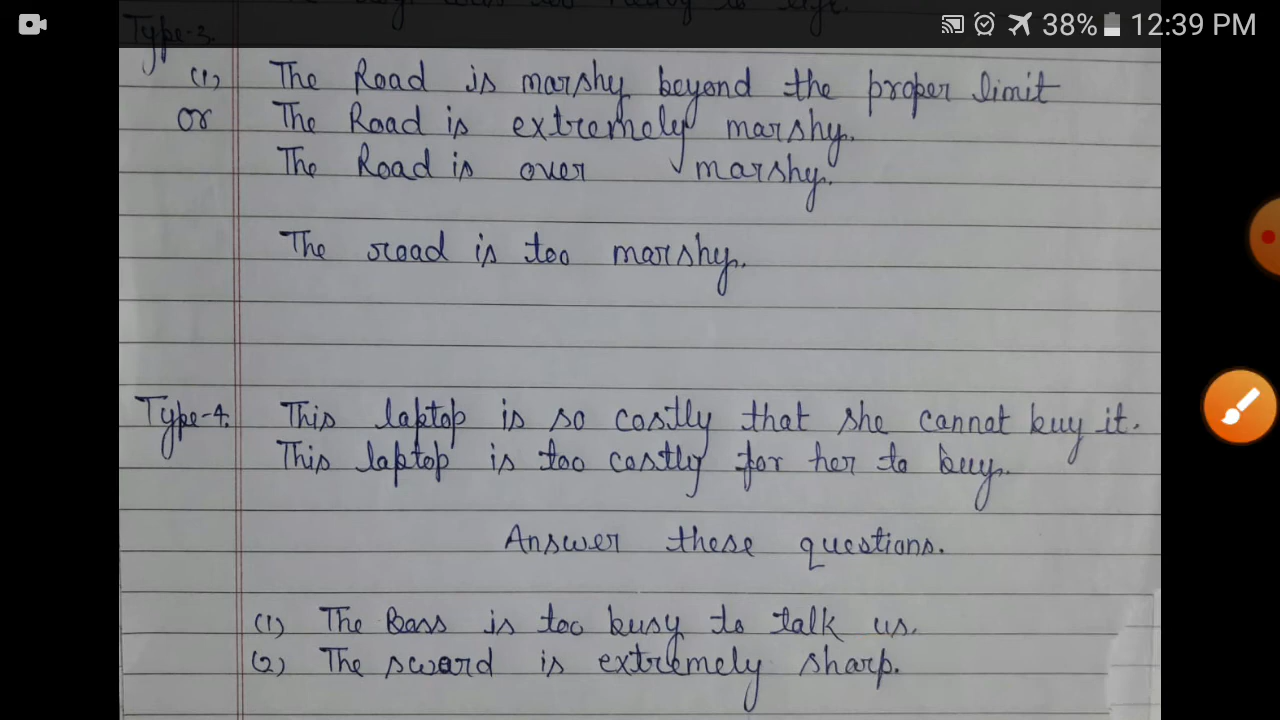 38% 12:39 PM
Type-3.
(1) The Road is marshy beyond the proper limit
or The Road is extremely marshy.
The Road is over marshy.
The road is too marshy.
Type-4. This laptop is so costly that she cannot buy it.
This laptop is too costly for her to buy.
Answer these questions.
(1) The Boss is too busy to talk us.
(2) The sword is extremely sharp.